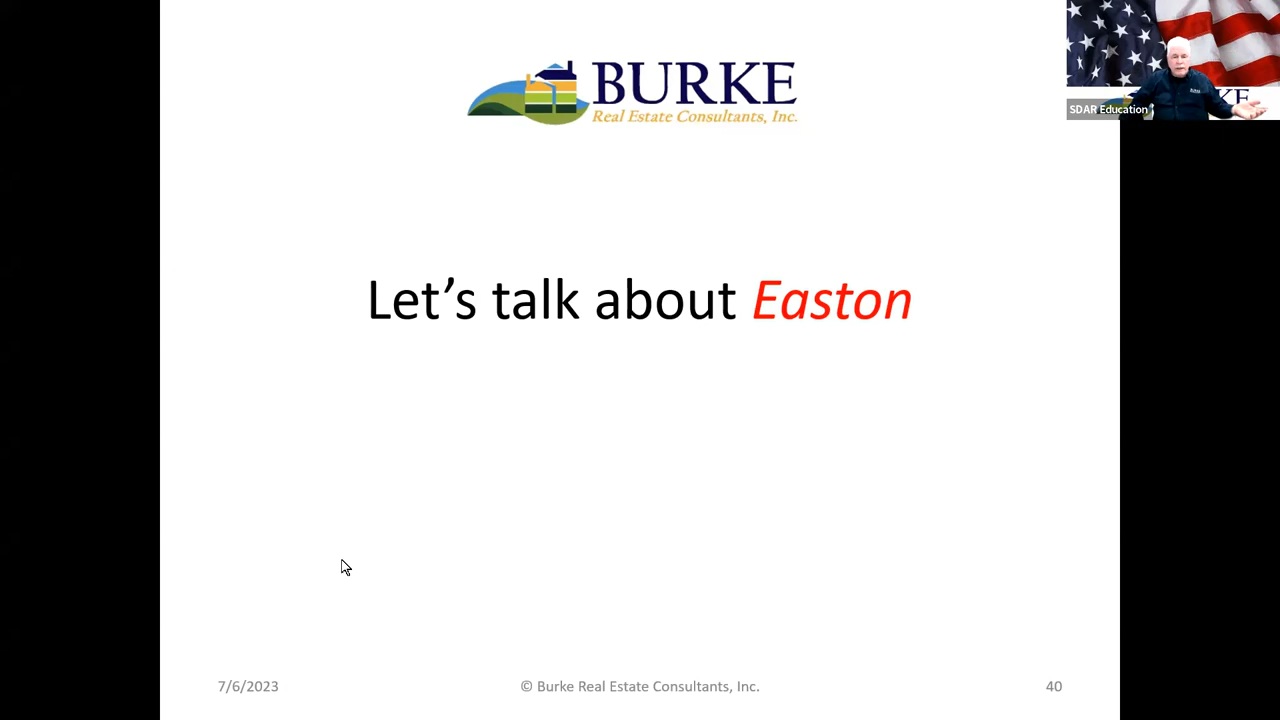 BURKE
Real Estate Consultants, Inc.
SDAR Education
Let’s talk about Easton
7/6/2023
© Burke Real Estate Consultants, Inc.
40